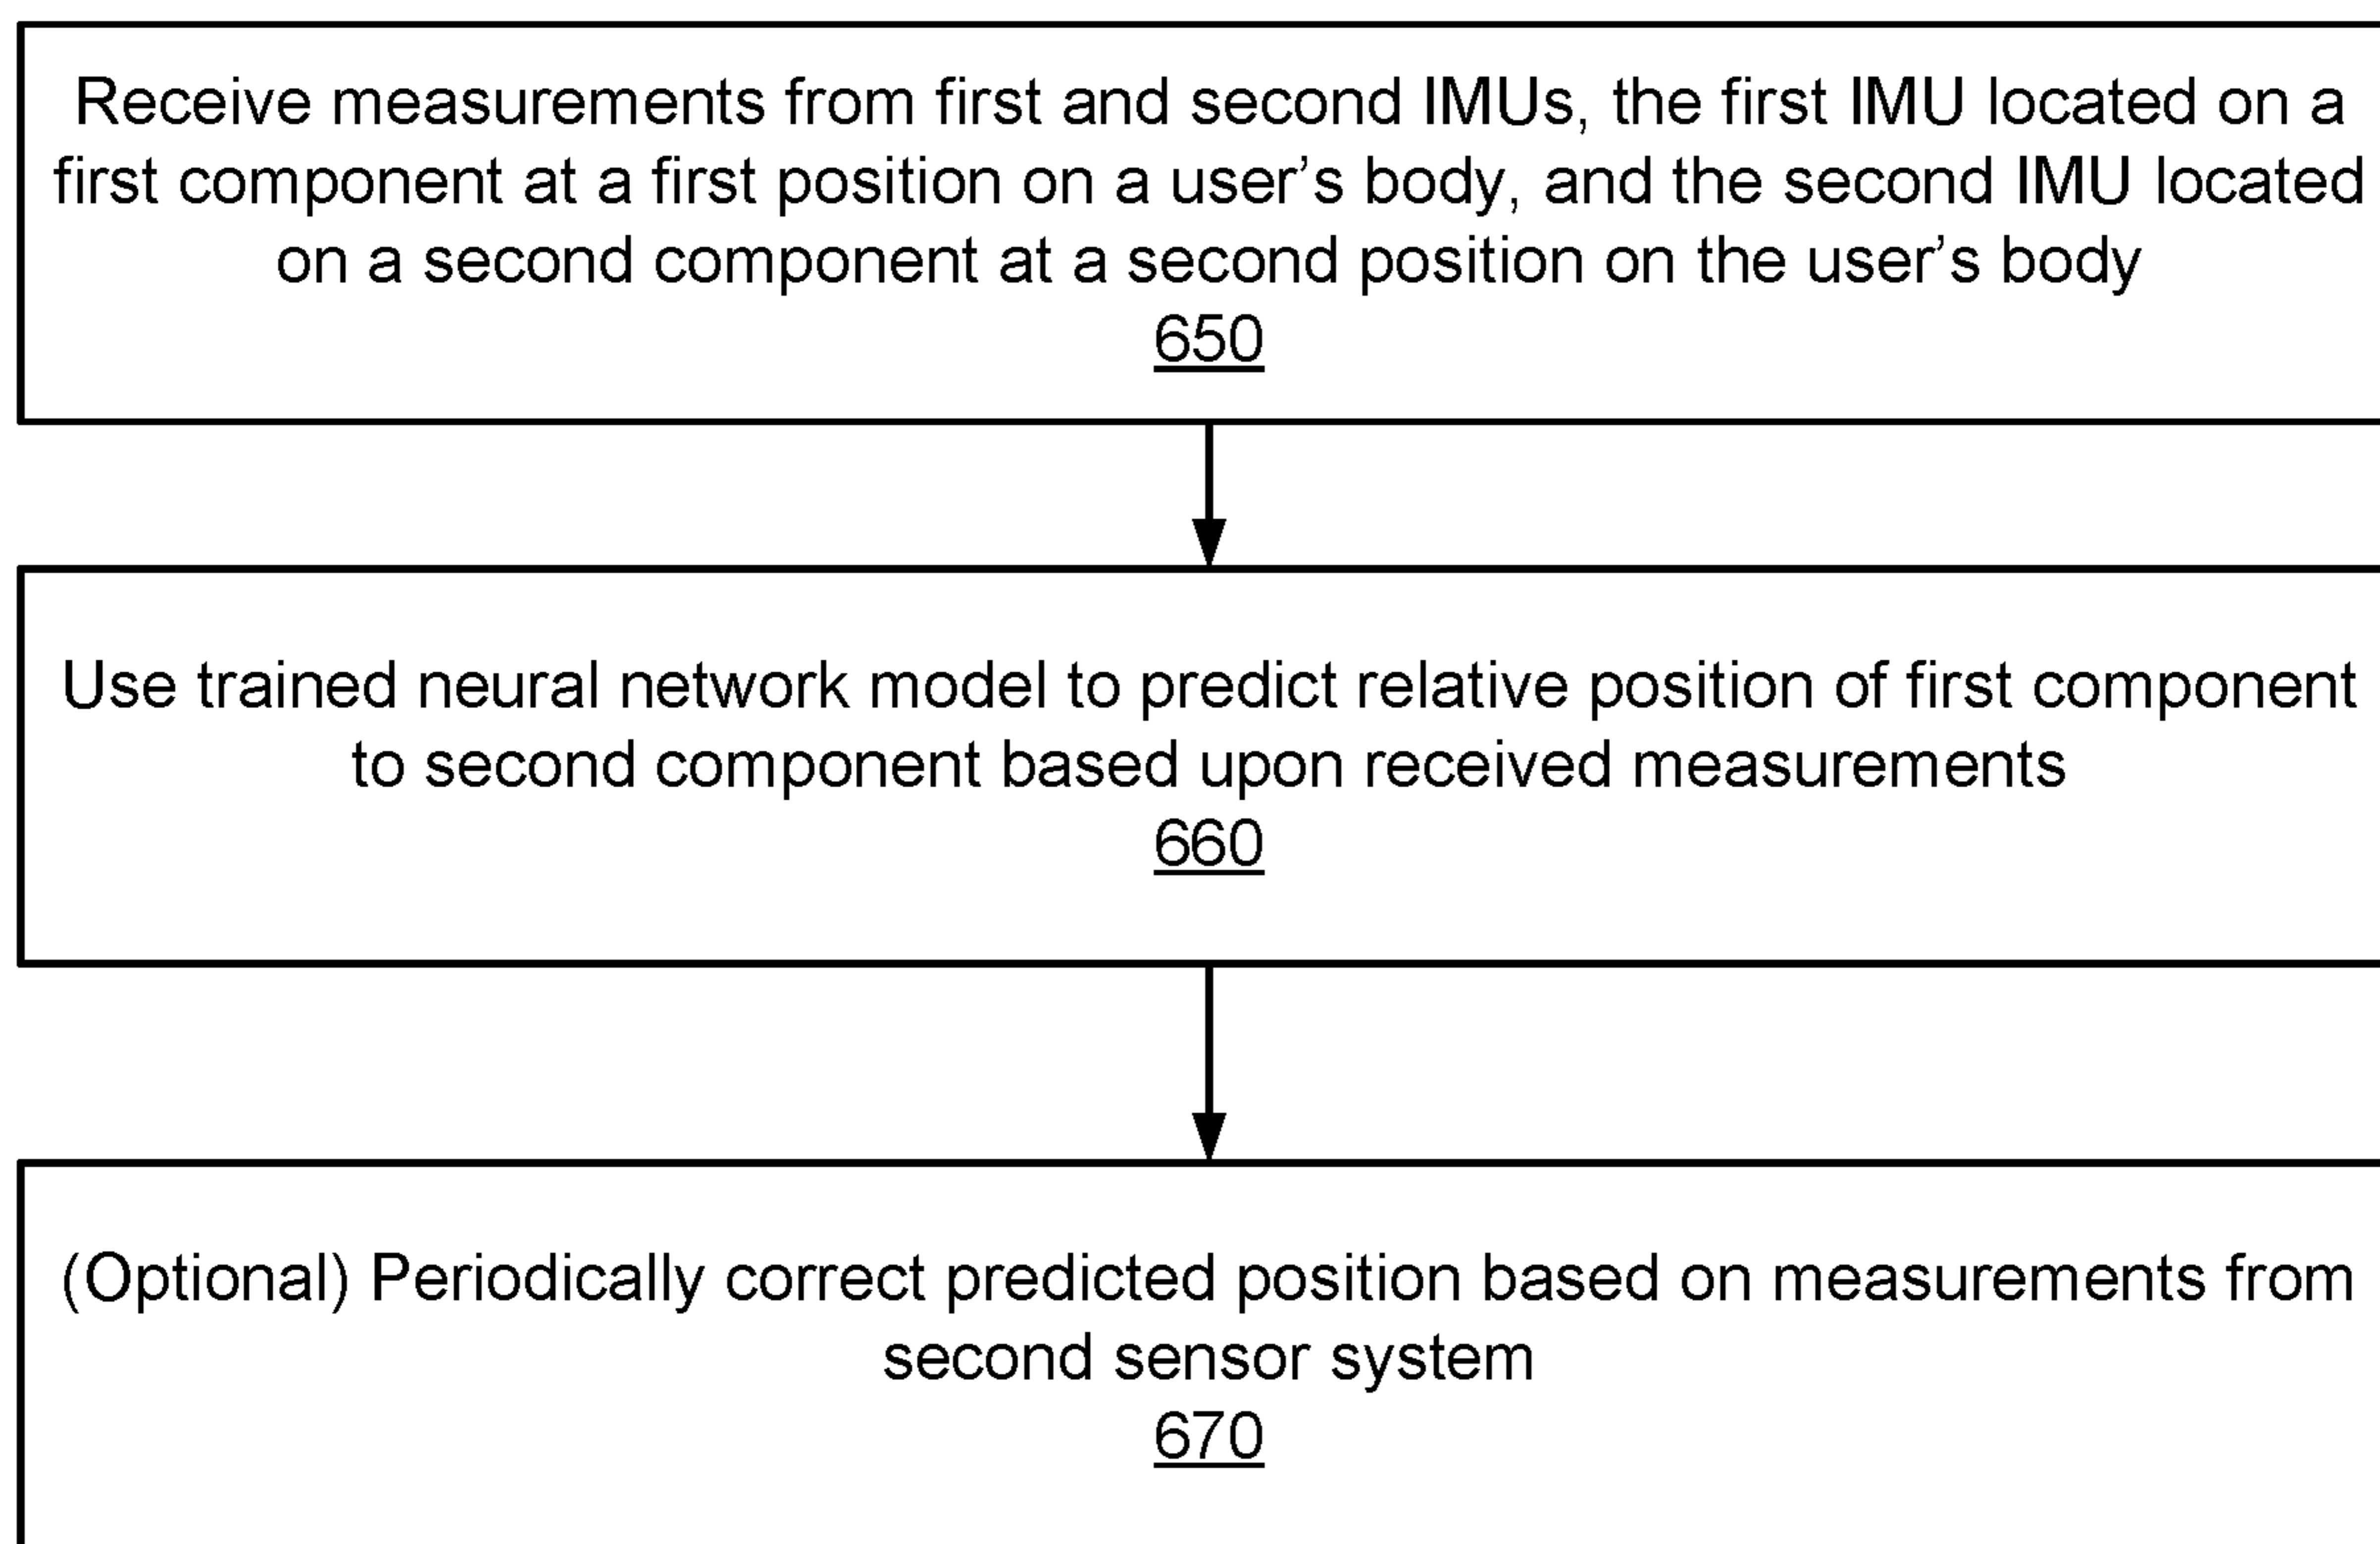 Receive measurements from first and second IMUs, the first IMU located on a
first component at a first position on a user's body, and the second IMU located
on a second component at a second position on the user's body
650
Use trained neural network model to predict relative position of first component
to second component based upon received measurements
660
(Optional) Periodically correct predicted position based on measurements from
second sensor system
670